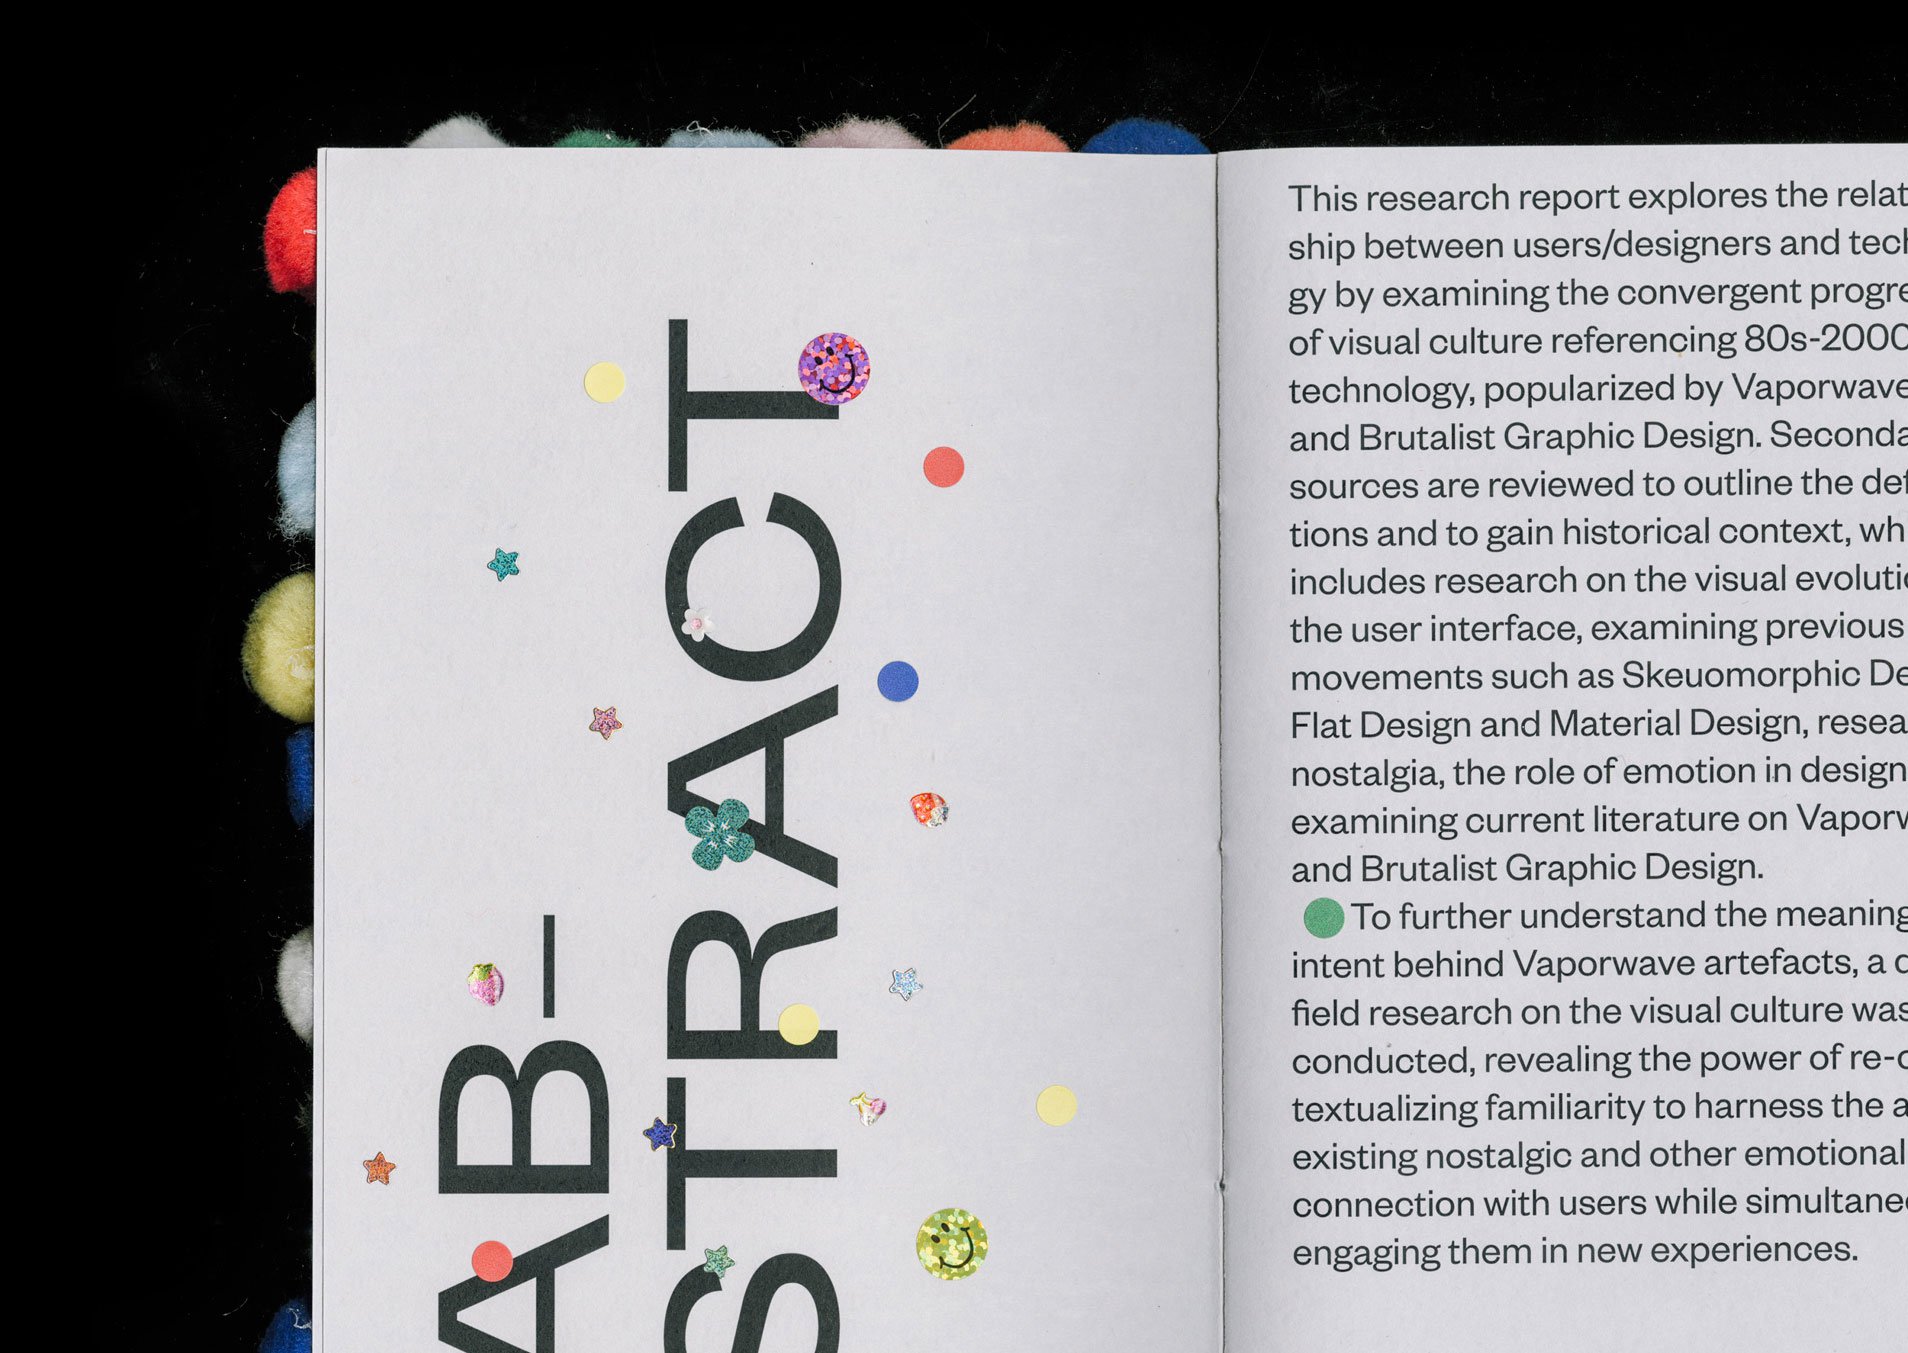 AB–
STRACT
This research report explores the relat
ship between users/designers and tech
gy by examining the convergent progre
of visual culture referencing 80s-2000
technology, popularized by Vaporwave
and Brutalist Graphic Design. Seconda
sources are reviewed to outline the def
tions and to gain historical context, wh
includes research on the visual evolutio
the user interface, examining previous
movements such as Skeuomorphic De
Flat Design and Material Design, resea
nostalgia, the role of emotion in design
examining current literature on Vaporw
and Brutalist Graphic Design.
To further understand the meaning
intent behind Vaporwave artefacts, a d
field research on the visual culture was
conducted, revealing the power of re-c
textualizing familiarity to harness the a
existing nostalgic and other emotional
connection with users while simultaneo
engaging them in new experiences.